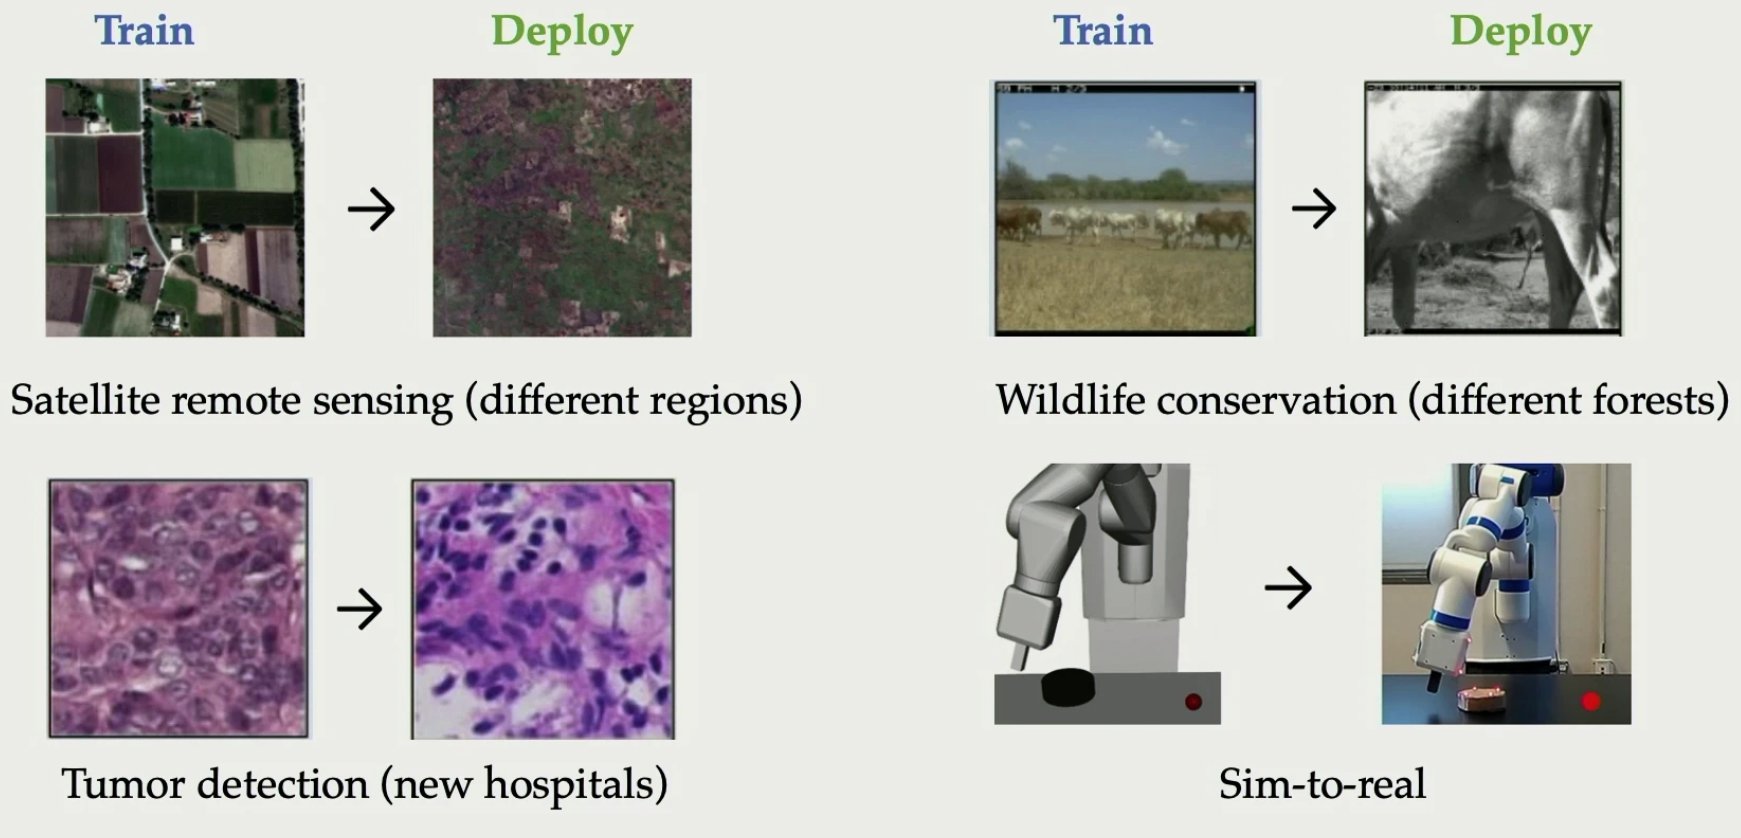 Train
Deploy
Train
Deploy
Satellite remote sensing (different regions)
Wildlife conservation (different forests)
Tumor detection (new hospitals)
Sim-to-real